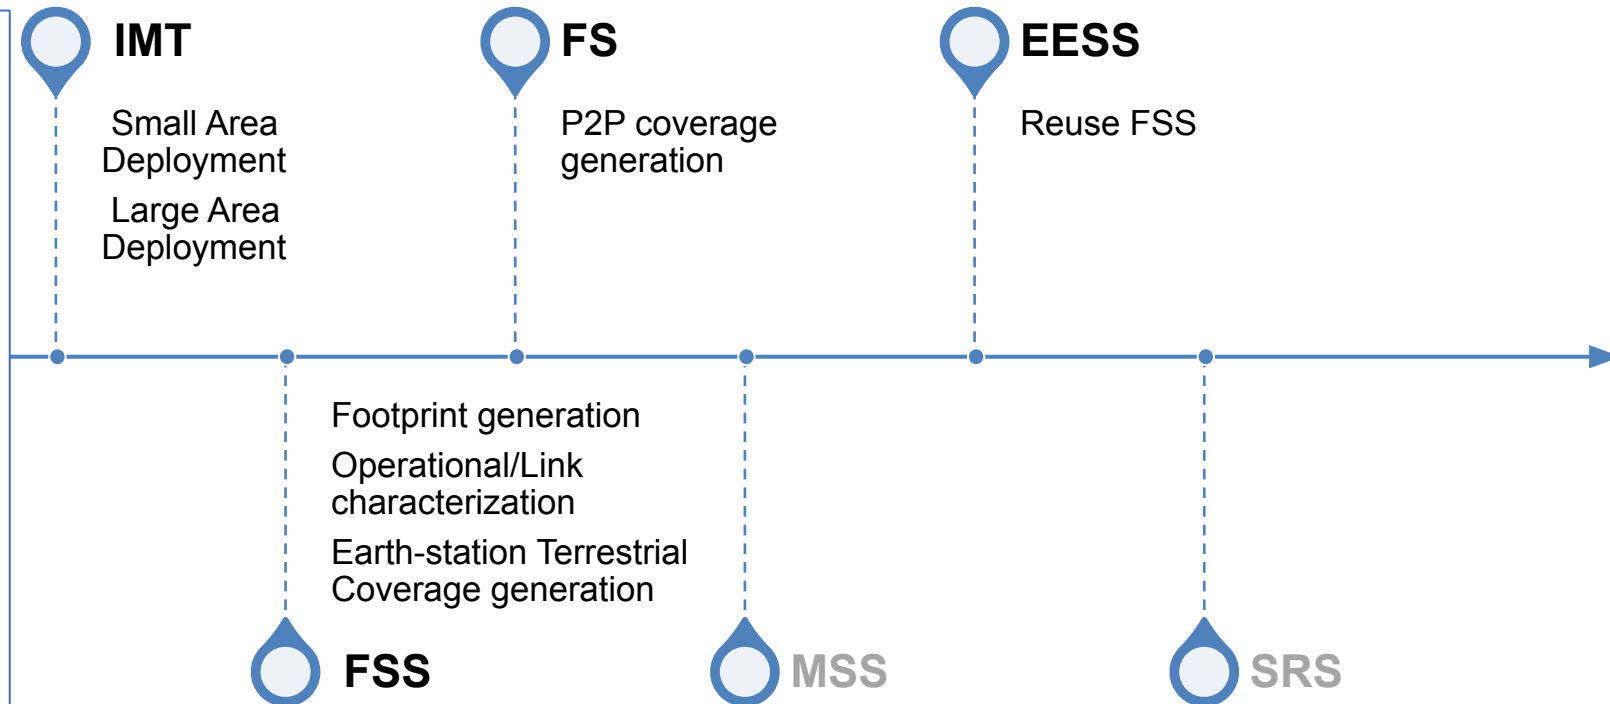 IMT
Small Area
Deployment
Large Area
Deployment
FS
P2P coverage
generation
EESS
Reuse FSS
Footprint generation
Operational/Link
characterization
Earth-station Terrestrial
Coverage generation
FSS
MSS
SRS